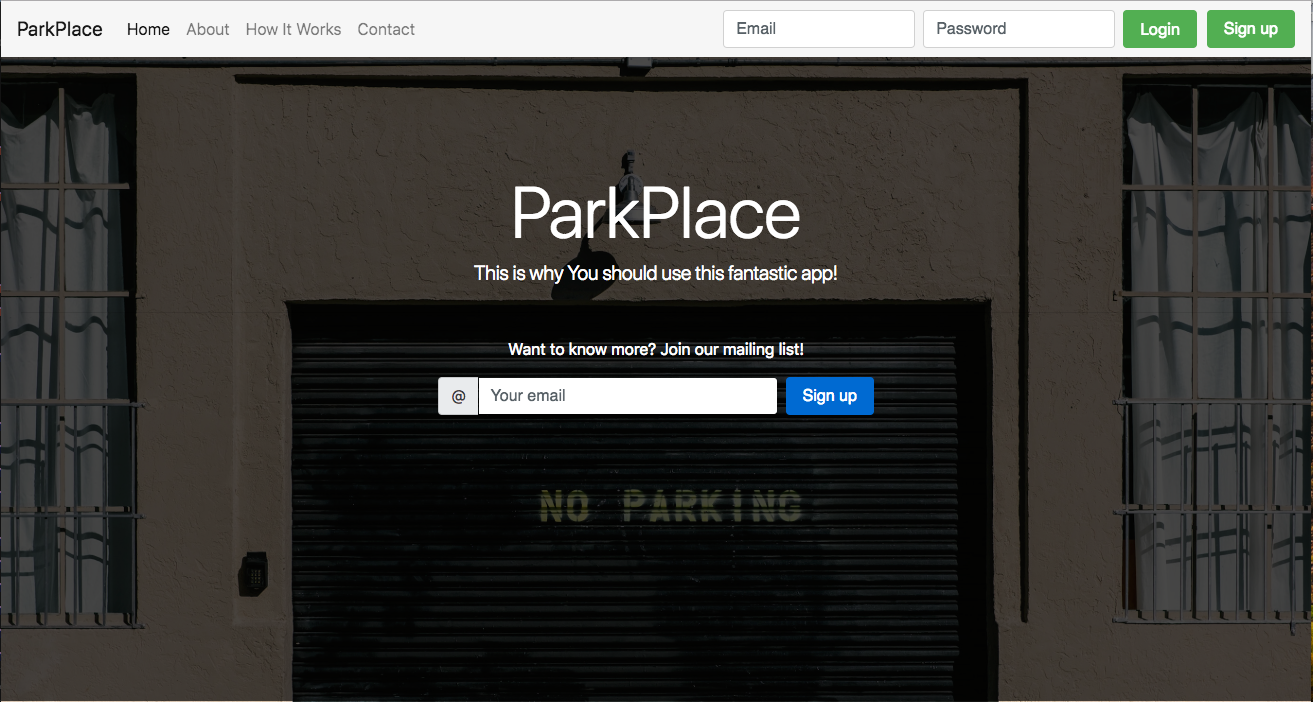 ParkPlace Home About How It Works Contact Email Password Login Sign up
ParkPlace
This is why You should use this fantastic app!
Want to know more? Join our mailing list!
@ Your email Sign up
NO PARKING